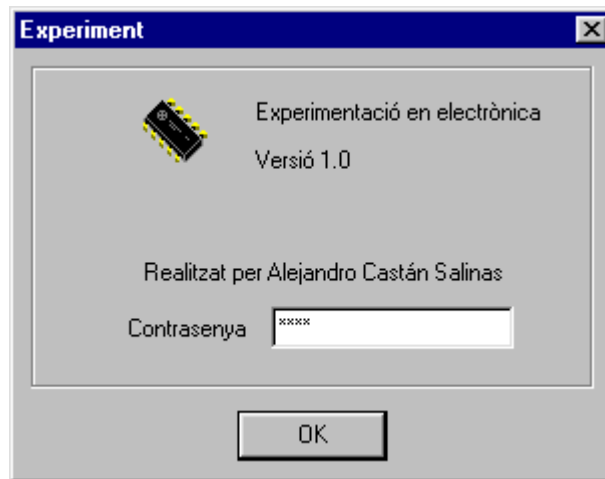 Experiment
Experimentació en electrònica
Versió 1.0
Realitzat per Alejandro Castán Salinas
Contrasenya ****
OK